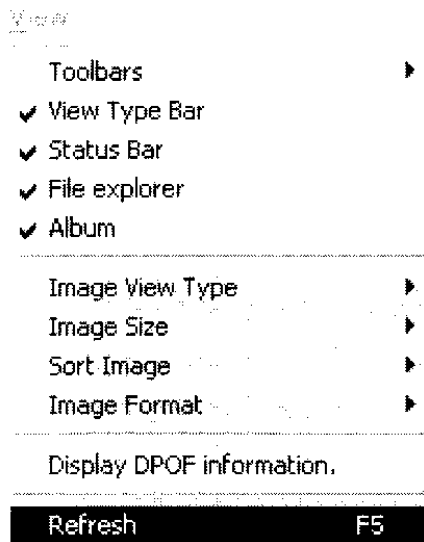 View
Toolbars
View Type Bar
Status Bar
File explorer
Album
Image View Type
Image Size
Sort Image
Image Format
Display DPOF information.
Refresh F5